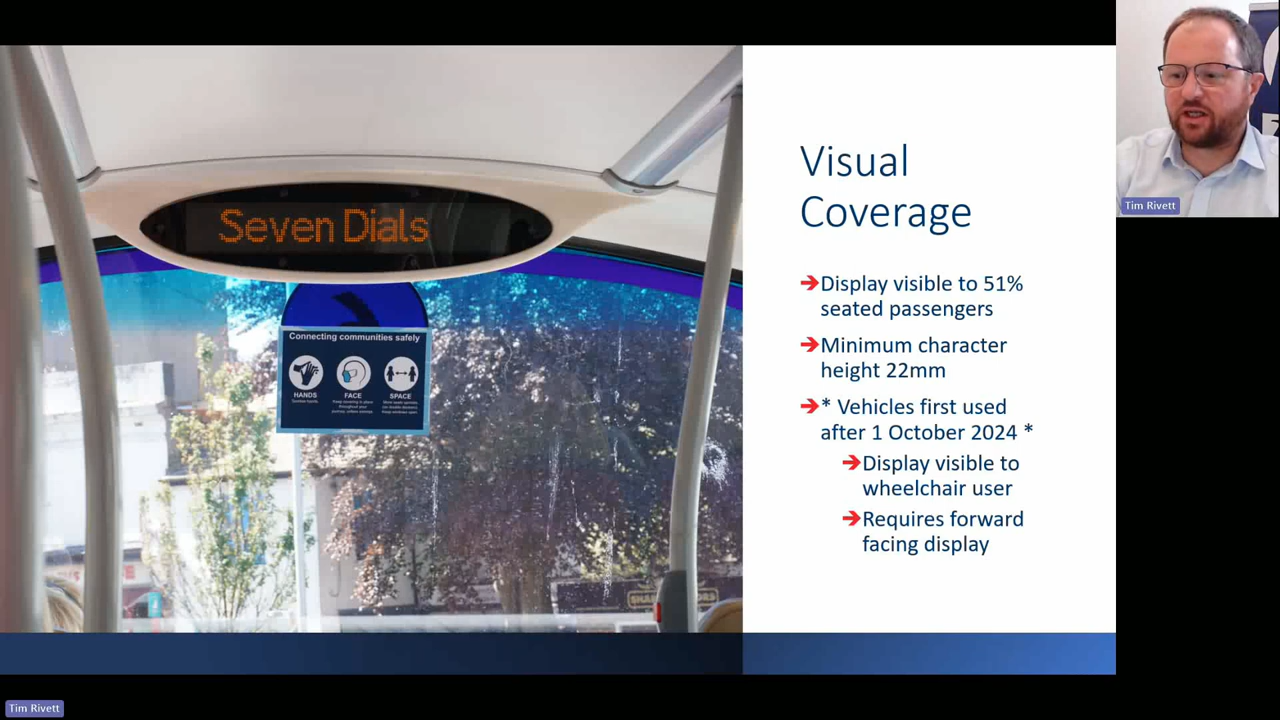 Seven Dials
Connecting communities safely
HANDS
FACE
SPACE
Visual
Coverage
Display visible to 51%
seated passengers
Minimum character
height 22mm
* Vehicles first used
after 1 October 2024 *
Display visible to
wheelchair user
Requires forward
facing display
Tim Rivett
Tim Rivett